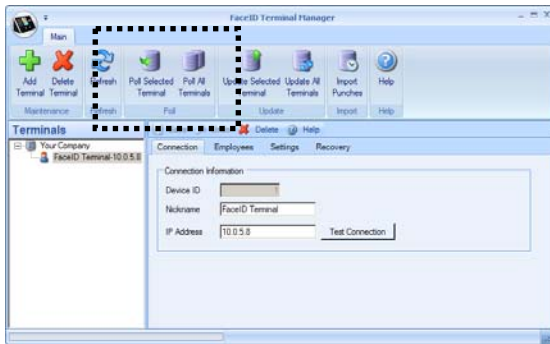 FaceID Terminal Manager
Main
Add Terminal
Delete Terminal
Refresh
Poll Selected Terminal
Poll All Terminals
Update Selected Terminal
Update All Terminals
Import Punches
Help
Maintenance
Refresh
Poll
Update
Import
Help
Terminals
Delete
Help
Your Company
FaceID Terminal-10.0.5.8
Connection
Employees
Settings
Recovery
Connection Information
Device ID
1
Nickname
FaceID Terminal
IP Address
10.0.5.8
Test Connection